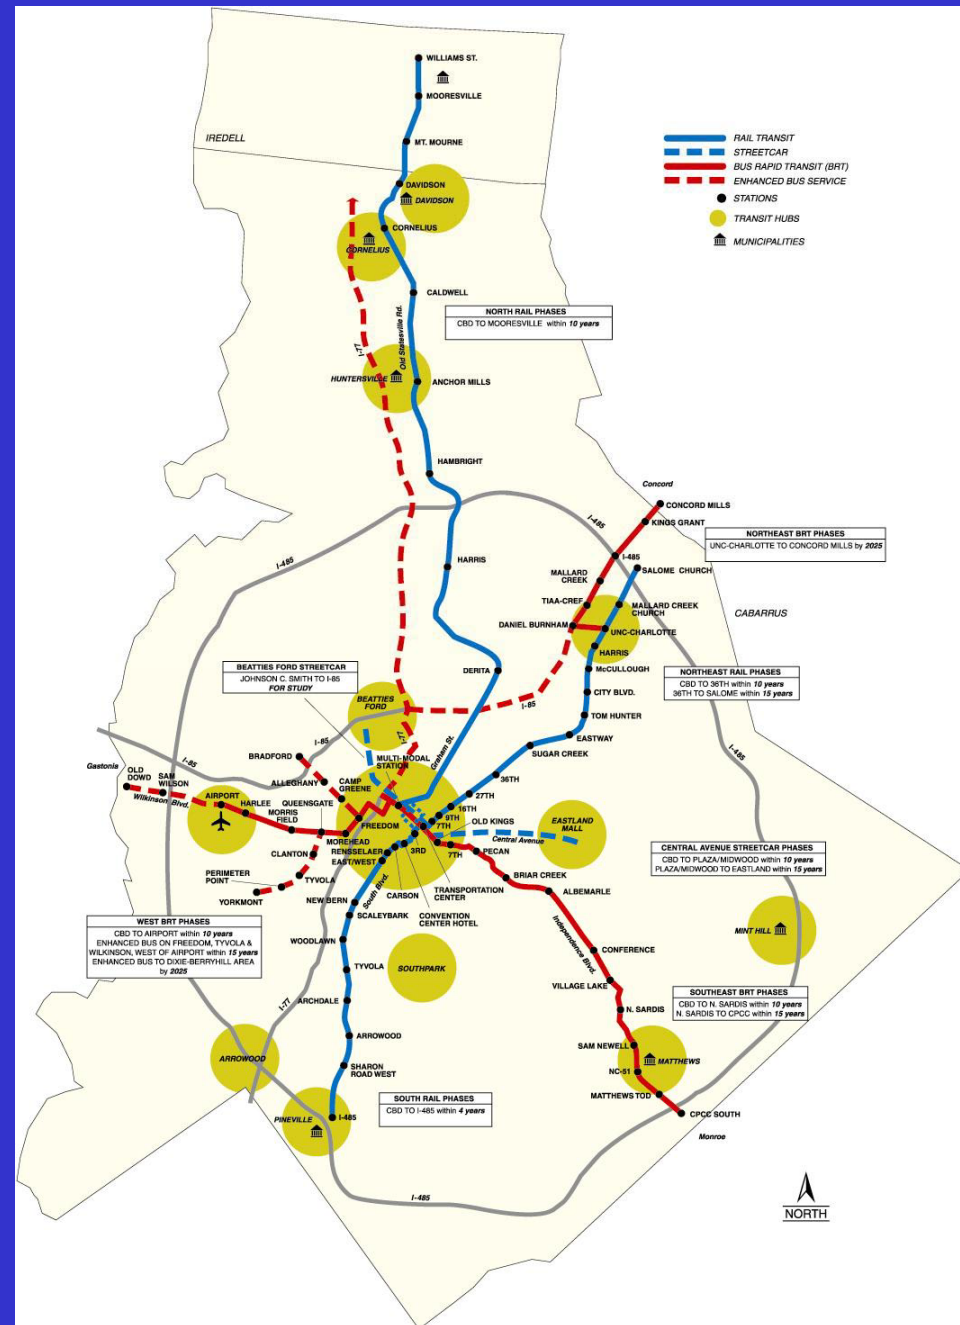 WILLIAMS ST.
MOORESVILLE
IREDELL
MT. MOURNE
RAIL TRANSIT
STREETCAR
BUS RAPID TRANSIT (BRT)
ENHANCED BUS SERVICE
STATIONS
TRANSIT HUBS
MUNICIPALITIES
DAVIDSON
DAVIDSON
CORNELIUS
CORNELIUS
CALDWELL
NORTH RAIL PHASES
CBD TO MOORESVILLE within 10 years
Old Statesville Rd.
I-77
HUNTERSVILLE
ANCHOR MILLS
HAMBRIGHT
Concord
CONCORD MILLS
KINGS GRANT
I-485
I-485
NORTHEAST BRT PHASES
UNC-CHARLOTTE TO CONCORD MILLS by 2025
I-485
HARRIS
SALOME CHURCH
MALLARD
CREEK
TIAA-CREF
MALLARD CREEK
CHURCH
CABARRUS
DANIEL BURNHAM
UNC-CHARLOTTE
HARRIS
McCULLOUGH
NORTHEAST RAIL PHASES
CBD TO 36TH within 10 years
36TH TO SALOME within 15 years
BEATTIES FORD STREETCAR
JOHNSON C. SMITH TO I-85
FOR STUDY
DERITA
CITY BLVD.
BEATTIES
FORD
I-85
TOM HUNTER
EASTWAY
SUGAR CREEK
I-485
I-77
Graham St.
I-85
I-85
BRADFORD
MULTI-MODAL
STATION
Gastonia
OLD
DOWD
SAM
WILSON
Wilkinson Blvd.
ALLEGHANY
CAMP
GREENE
36TH
27TH
AIRPORT
HARLEE
QUEENSGATE
MORRIS
FIELD
16TH
9TH
7TH
OLD KINGS
FREEDOM
EASTLAND
MALL
MOREHEAD
RENSSELAER
EAST/WEST
3RD
7TH
Central Avenue
PECAN
CENTRAL AVENUE STREETCAR PHASES
CBD TO PLAZA/MIDWOOD within 10 years
PLAZA/MIDWOOD TO EASTLAND within 15 years
CLANTON
PERIMETER
POINT
TYVOLA
YORKMONT
BRIAR CREEK
ALBEMARLE
NEW BERN
South Blvd.
CARSON
TRANSPORTATION
CENTER
SCALEYBARK
CONVENTION
CENTER HOTEL
WEST BRT PHASES
CBD TO AIRPORT within 10 years
ENHANCED BUS ON FREEDOM, TYVOLA &
WILKINSON, WEST OF AIRPORT within 15 years
ENHANCED BUS TO DIXIE-BERRYHILL AREA
by 2025
WOODLAWN
Independence Blvd.
MINT HILL
CONFERENCE
TYVOLA
SOUTHPARK
VILLAGE LAKE
SOUTHEAST BRT PHASES
CBD TO N. SARDIS within 10 years
N. SARDIS TO CPCC within 15 years
I-77
ARCHDALE
N. SARDIS
ARROWOOD
ARROWOOD
SAM NEWELL
MATTHEWS
SHARON
ROAD WEST
NC-51
MATTHEWS TOD
SOUTH RAIL PHASES
CBD TO I-485 within 4 years
PINEVILLE
I-485
CPCC SOUTH
Monroe
I-485
NORTH